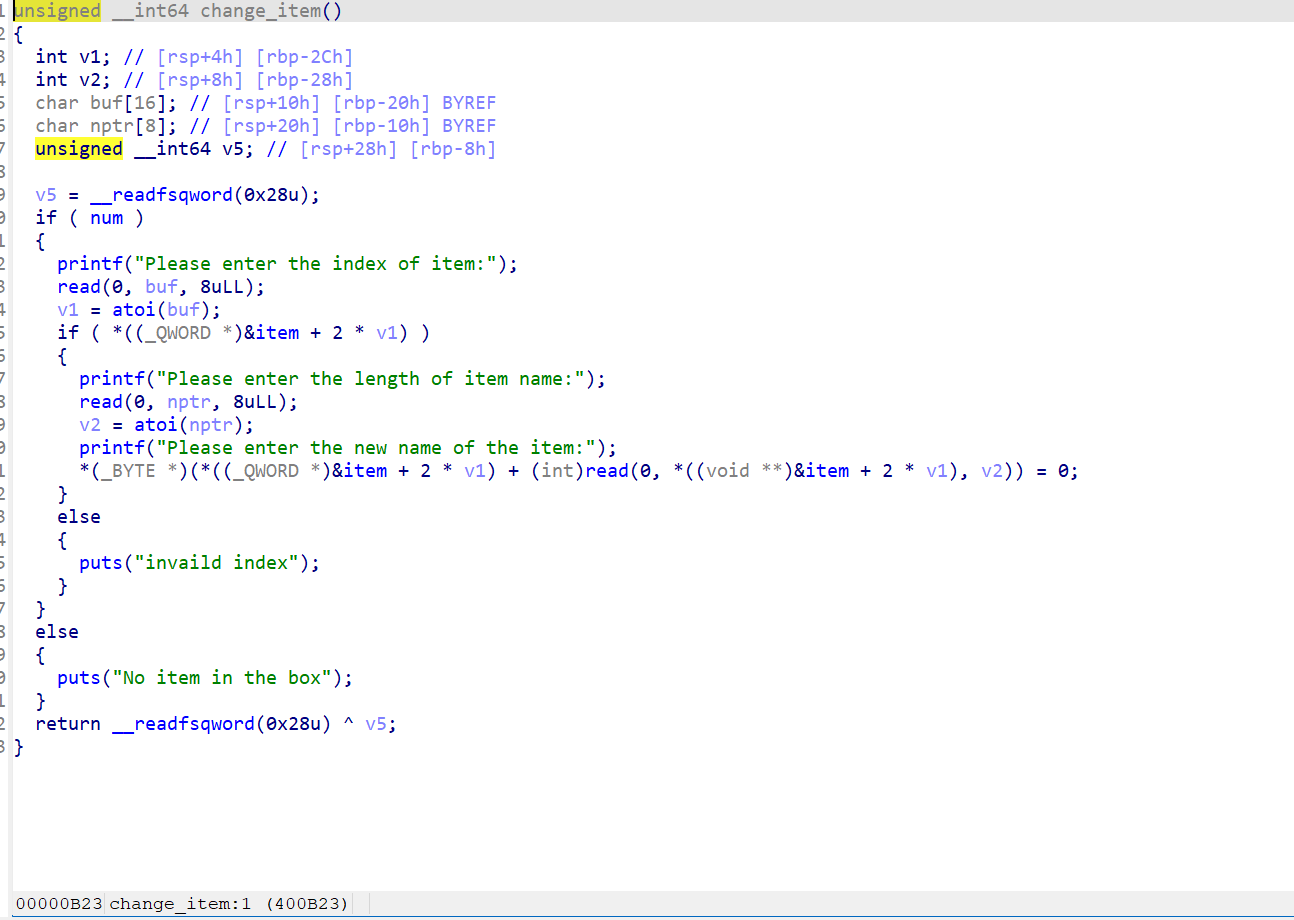 1 unsigned __int64 change_item()
2 {
3   int v1; // [rsp+4h] [rbp-2Ch]
4   int v2; // [rsp+8h] [rbp-28h]
5   char buf[16]; // [rsp+10h] [rbp-20h] BYREF
6   char nptr[8]; // [rsp+20h] [rbp-10h] BYREF
7   unsigned __int64 v5; // [rsp+28h] [rbp-8h]
8
9   v5 = __readfsqword(0x28u);
0   if ( num )
1   {
2     printf("Please enter the index of item:");
3     read(0, buf, 8uLL);
4     v1 = atoi(buf);
5     if ( *((_QWORD *)&item + 2 * v1) )
6     {
7       printf("Please enter the length of item name:");
8       read(0, nptr, 8uLL);
9       v2 = atoi(nptr);
0       printf("Please enter the new name of the item:");
1       *(_BYTE *)(*((_QWORD *)&item + 2 * v1) + (int)read(0, *((void **)&item + 2 * v1), v2)) = 0;
2     }
3     else
4     {
5       puts("invaild index");
6     }
7   }
8   else
9   {
0     puts("No item in the box");
1   }
2   return __readfsqword(0x28u) ^ v5;
3 }
00000B23 change_item:1 (400B23)